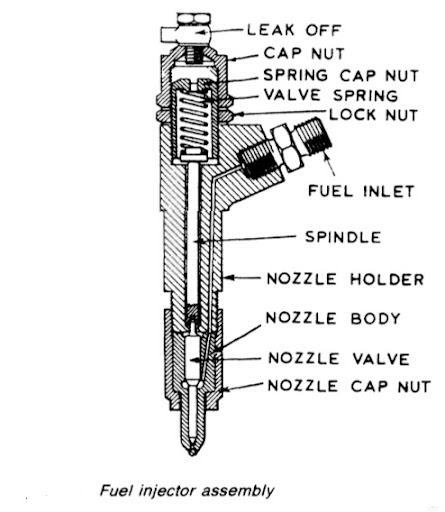 LEAK OFF
CAP NUT
SPRING CAP NUT
VALVE SPRING
LOCK NUT
FUEL INLET
SPINDLE
NOZZLE HOLDER
NOZZLE BODY
NOZZLE VALVE
NOZZLE CAP NUT
Fuel injector assembly